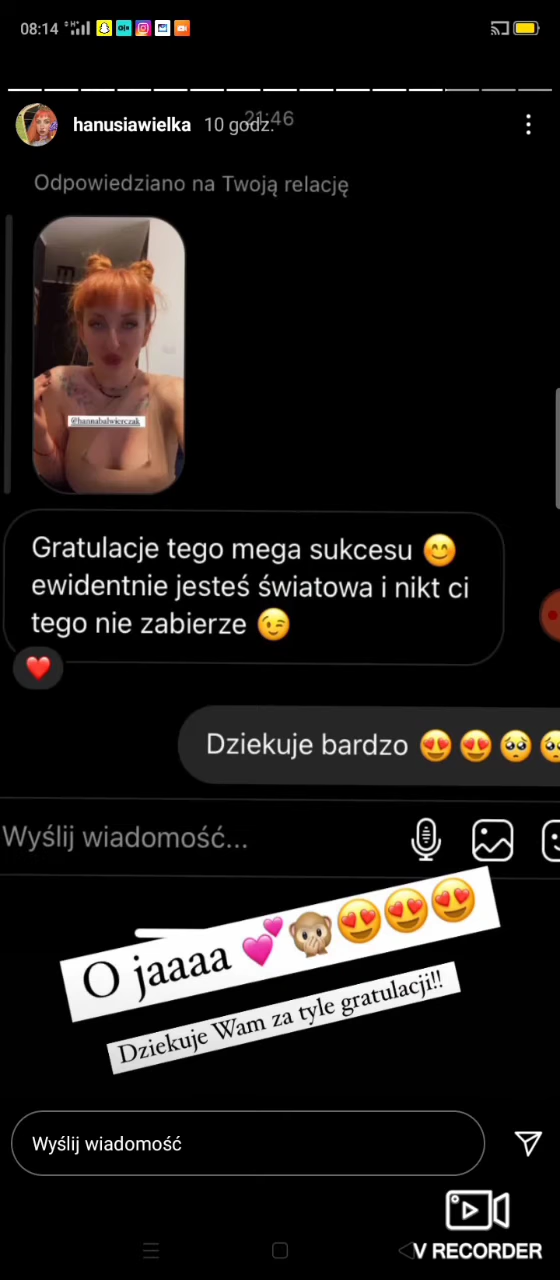 08:14
hanusiawielka 10 godz.
21:46
Odpowiedziano na Twoją relację
@hannabalwierczak
Gratulacje tego mega sukcesu 😊
ewidentnie jesteś światowa i nikt ci
tego nie zabierze 😉
❤️
Dziekuje bardzo 😍😍🥺🥺
Wyślij wiadomość...
O jaaaa 💕🙊😍😍😍
Dziekuje Wam za tyle gratulacji!!
Wyślij wiadomość
V RECORDER